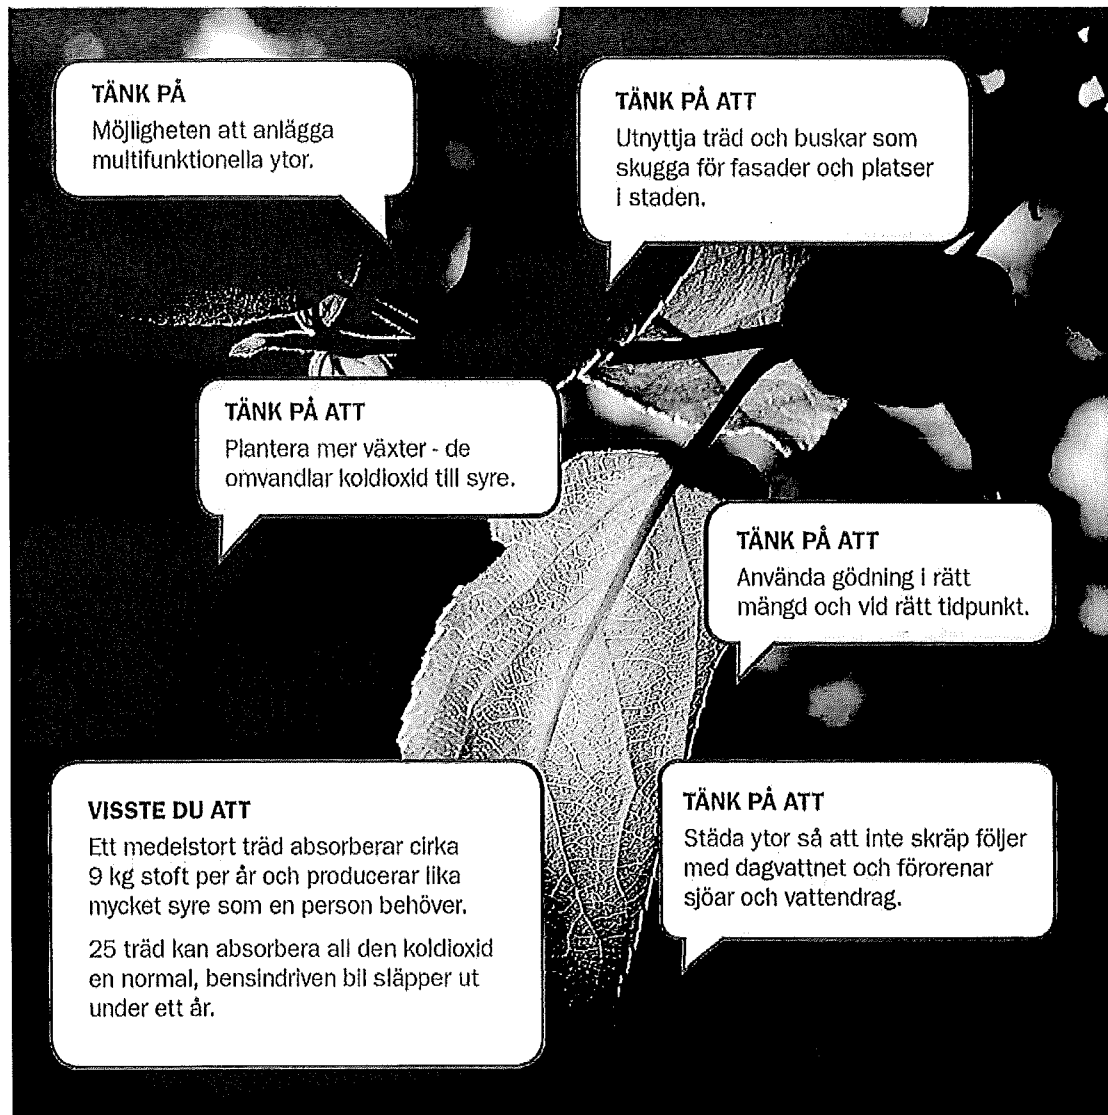 TÄNK PÅ
Möjligheten att anlägga
multifunktionella ytor.
TÄNK PÅ ATT
Utnyttja träd och buskar som
skugga för fasader och platser
i staden.
TÄNK PÅ ATT
Plantera mer växter - de
omvandlar koldioxid till syre.
TÄNK PÅ ATT
Använda gödning i rätt
mängd och vid rätt tidpunkt.
VISSTE DU ATT
Ett medelstort träd absorberar cirka
9 kg stoft per år och producerar lika
mycket syre som en person behöver.
25 träd kan absorbera all den koldioxid
en normal, bensindriven bil släpper ut
under ett år.
TÄNK PÅ ATT
Städa ytor så att inte skräp följer
med dagvattnet och förorenar
sjöar och vattendrag.